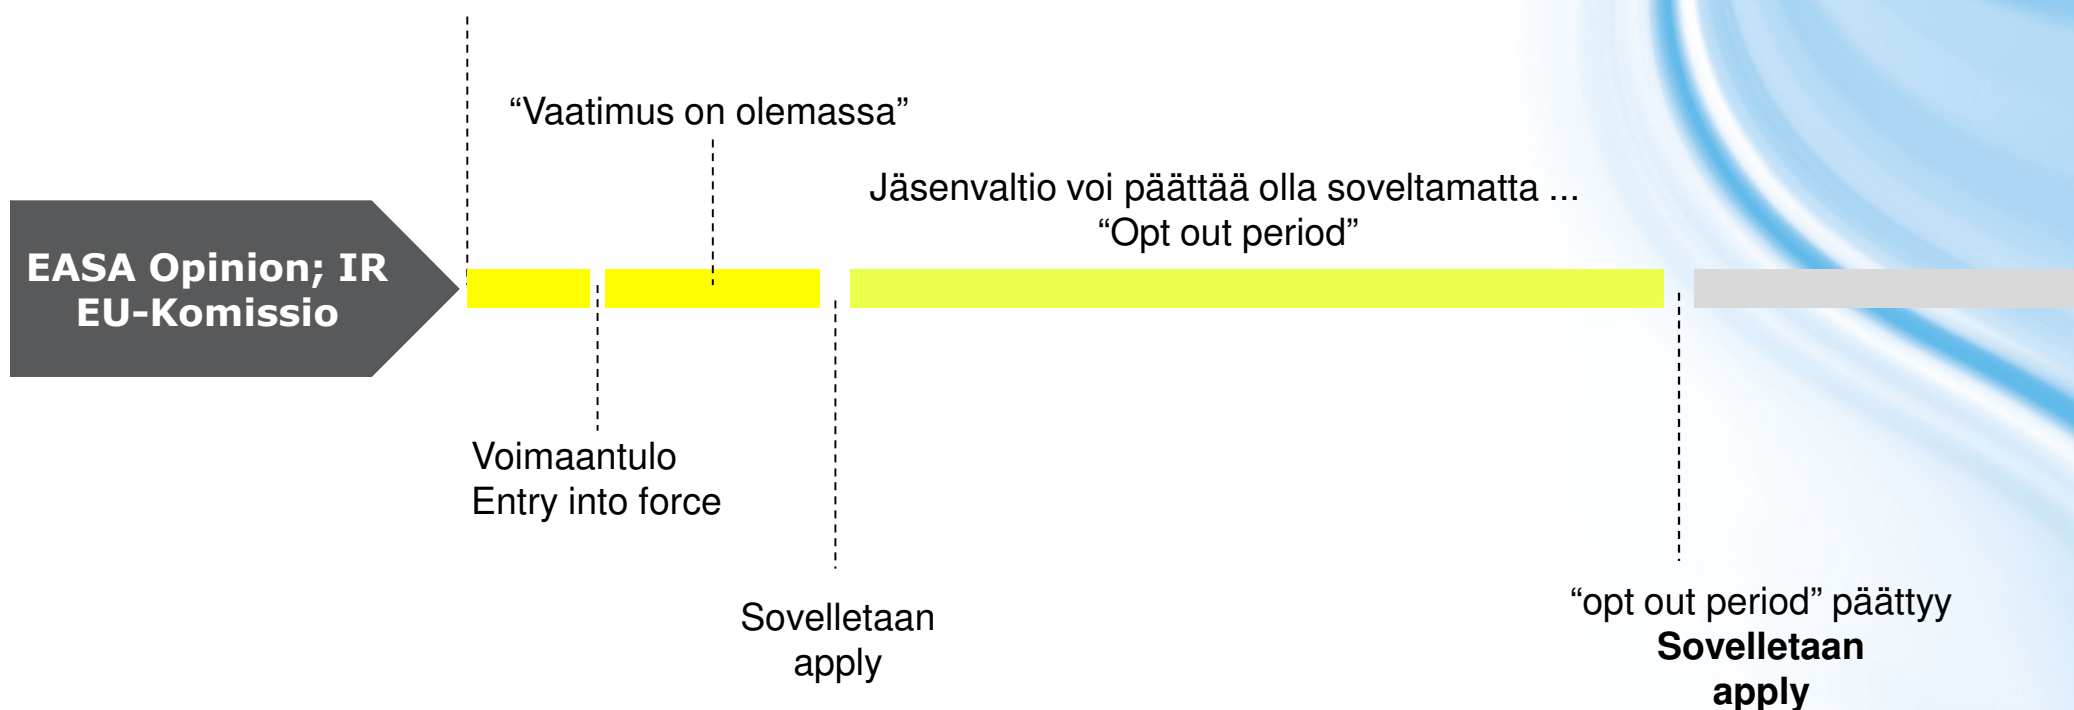 “Vaatimus on olemassa”
Jäsenvaltio voi päättää olla soveltamatta ...
“Opt out period”
EASA Opinion; IR
EU-Komissio
Voimaantulo
Entry into force
Sovelletaan
apply
“opt out period” päättyy
Sovelletaan
apply